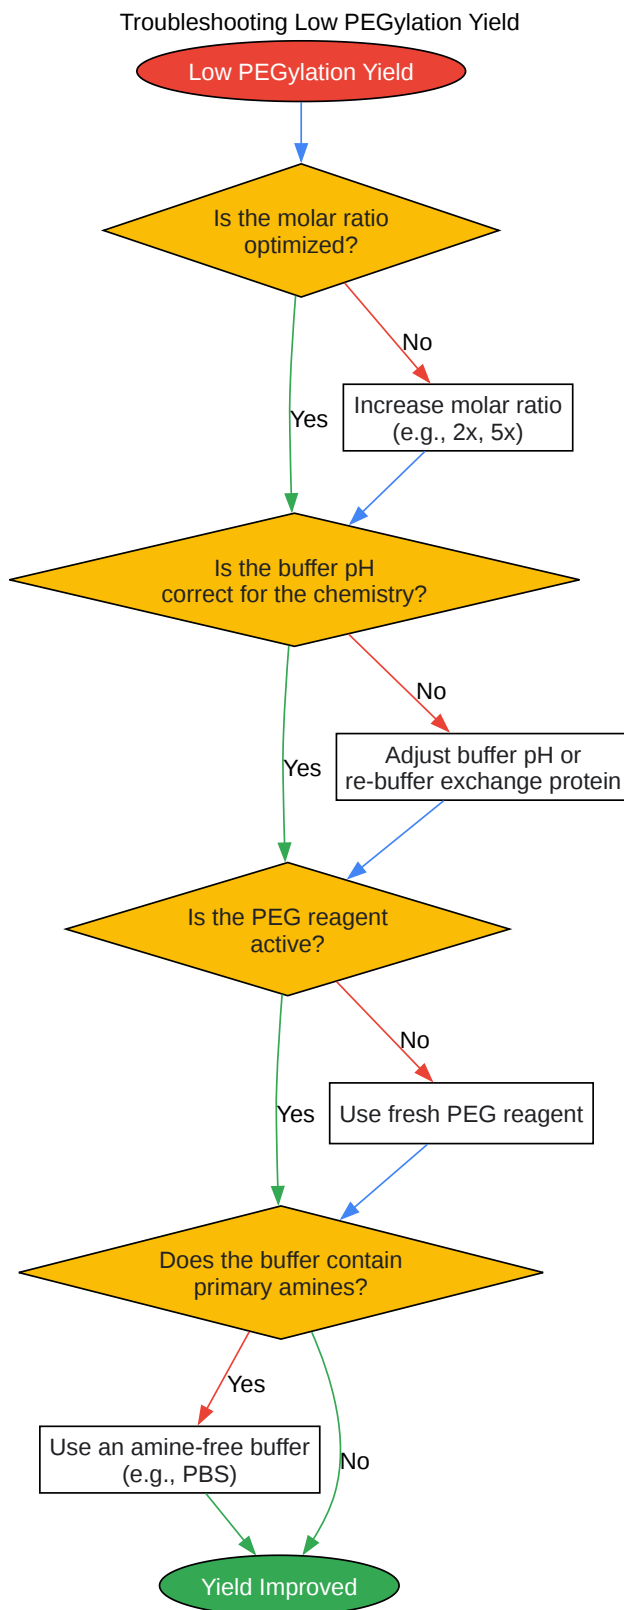 Troubleshooting Low PEGylation Yield
Low PEGylation Yield
Is the molar ratio
optimized?
No
Increase molar ratio
(e.g., 2x, 5x)
Yes
Is the buffer pH
correct for the chemistry?
No
Adjust buffer pH or
re-buffer exchange protein
Yes
Is the PEG reagent
active?
No
Use fresh PEG reagent
Yes
Does the buffer contain
primary amines?
Yes
Use an amine-free buffer
(e.g., PBS)
No
Yield Improved